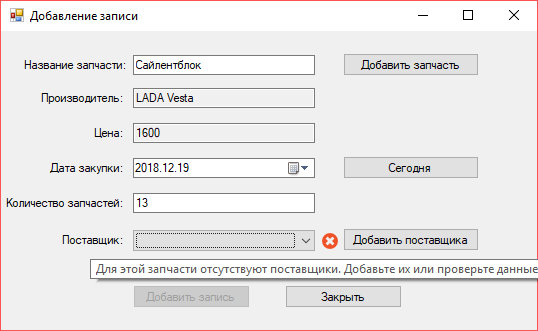 Добавление записи
Название запчасти: Сайлентблок Добавить запчасть
Производитель: LADA Vesta
Цена: 1600
Дата закупки: 2018.12.19 Сегодня
Количество запчастей: 13
Поставщик: Добавить поставщика
Для этой запчасти отсутствуют поставщики. Добавьте их или проверьте данные
Добавить запись Закрыть